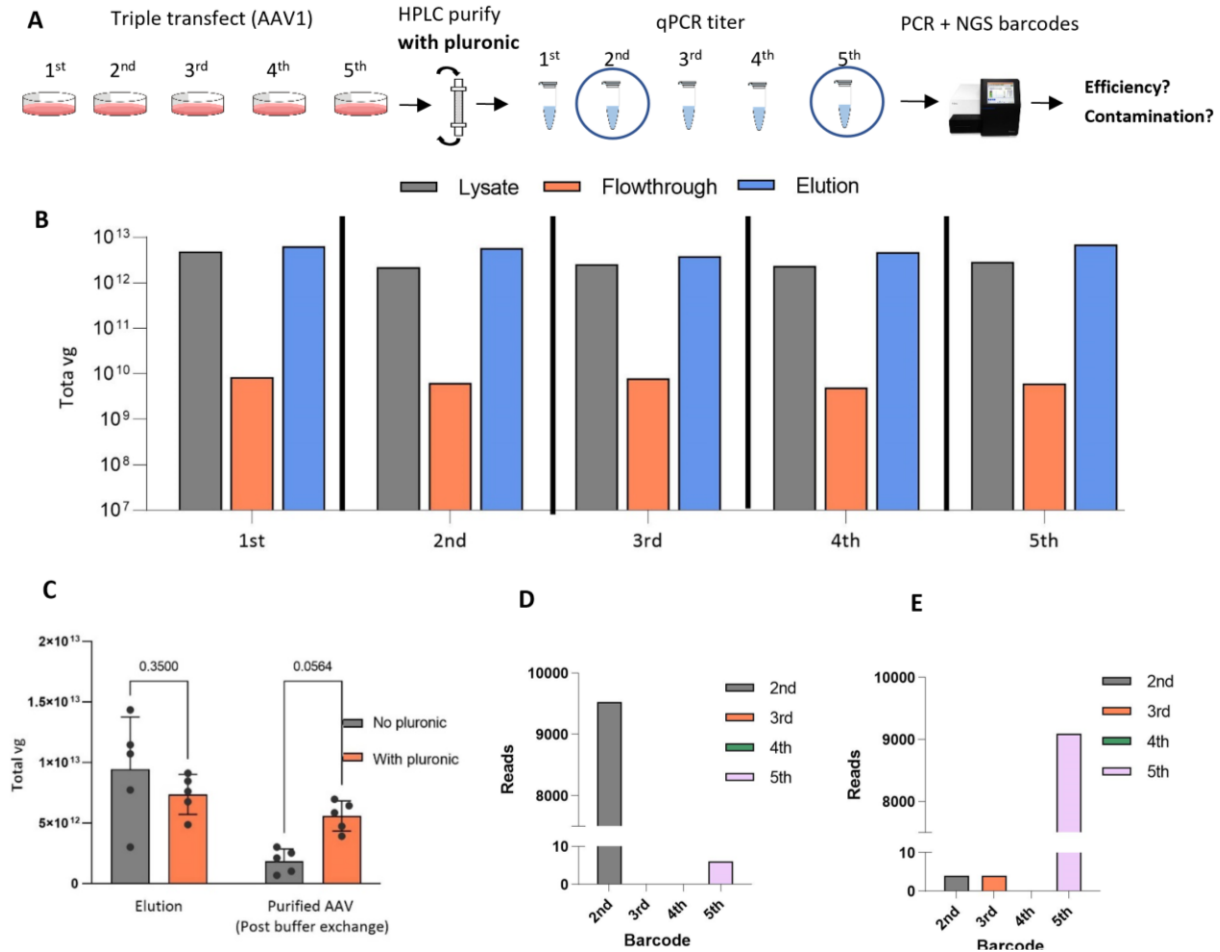 A
Triple transfect (AAV1)
HPLC purify
with pluronic
qPCR titer
PCR + NGS barcodes
1st 2nd 3rd 4th 5th
1st 2nd 3rd 4th 5th
Efficiency?
Contamination?
Lysate Flowthrough Elution
B
Tota vg
10^13
10^12
10^11
10^10
10^9
10^8
10^7
1st 2nd 3rd 4th 5th
C
Total vg
2×10^13
1.5×10^13
1×10^13
5×10^12
0
0.3500 0.0564
No pluronic
With pluronic
Elution Purified AAV
(Post buffer exchange)
D
Reads
10000
9000
8000
10
0
2nd
3rd
4th
5th
2nd 3rd 4th 5th
Barcode
E
Reads
10000
9000
8000
10
0
2nd
3rd
4th
5th
2nd 3rd 4th 5th
Barcode